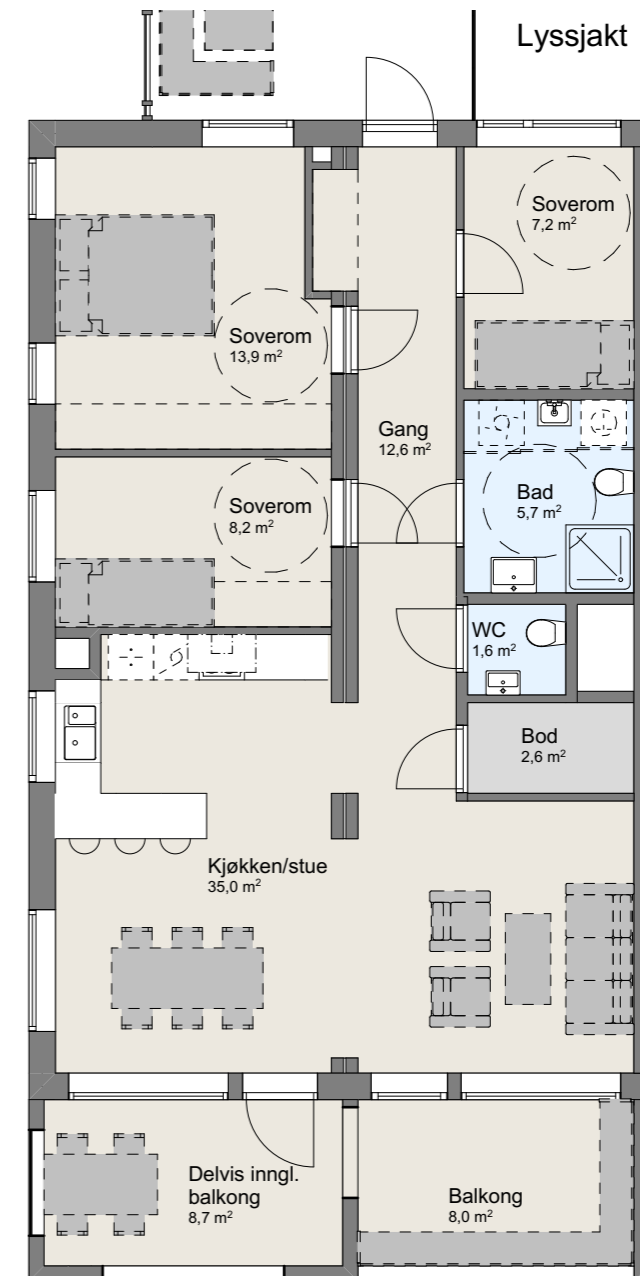 Lyssjakt
Soverom
7,2 m²
Soverom
13,9 m²
Gang
12,6 m²
Bad
5,7 m²
Soverom
8,2 m²
WC
1,6 m²
Bod
2,6 m²
Kjøkken/stue
35,0 m²
Delvis inngl.
balkong
8,7 m²
Balkong
8,0 m²